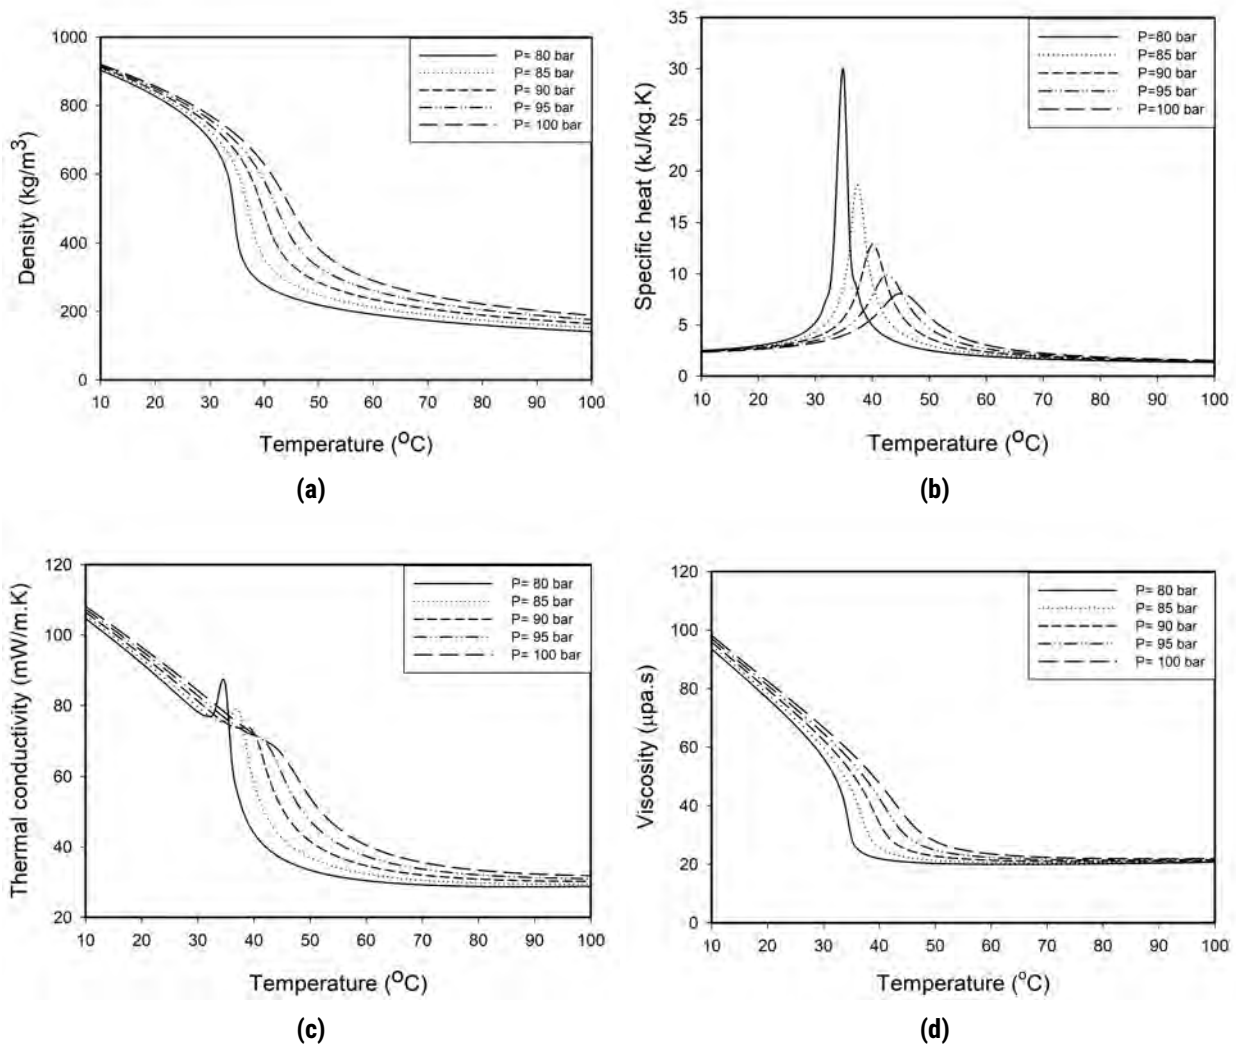 1000
800
600
400
200
0
Density (kg/m³)
P= 80 bar
P= 85 bar
P= 90 bar
P= 95 bar
P= 100 bar
10 20 30 40 50 60 70 80 90 100
Temperature (ºC)
(a)
35
30
25
20
15
10
5
0
Specific heat (kJ/kg.K)
P=80 bar
P=85 bar
P=90 bar
P=95 bar
P=100 bar
10 20 30 40 50 60 70 80 90 100
Temperature (ºC)
(b)
120
100
80
60
40
20
Thermal conductivity (mW/m.K)
P= 80 bar
P= 85 bar
P= 90 bar
P= 95 bar
P= 100 bar
10 20 30 40 50 60 70 80 90 100
Temperature (ºC)
(c)
120
100
80
60
40
20
0
Viscosity (μpa.s)
P= 80 bar
P= 85 bar
P= 90 bar
P= 95 bar
P= 100 bar
10 20 30 40 50 60 70 80 90 100
Temperature (ºC)
(d)